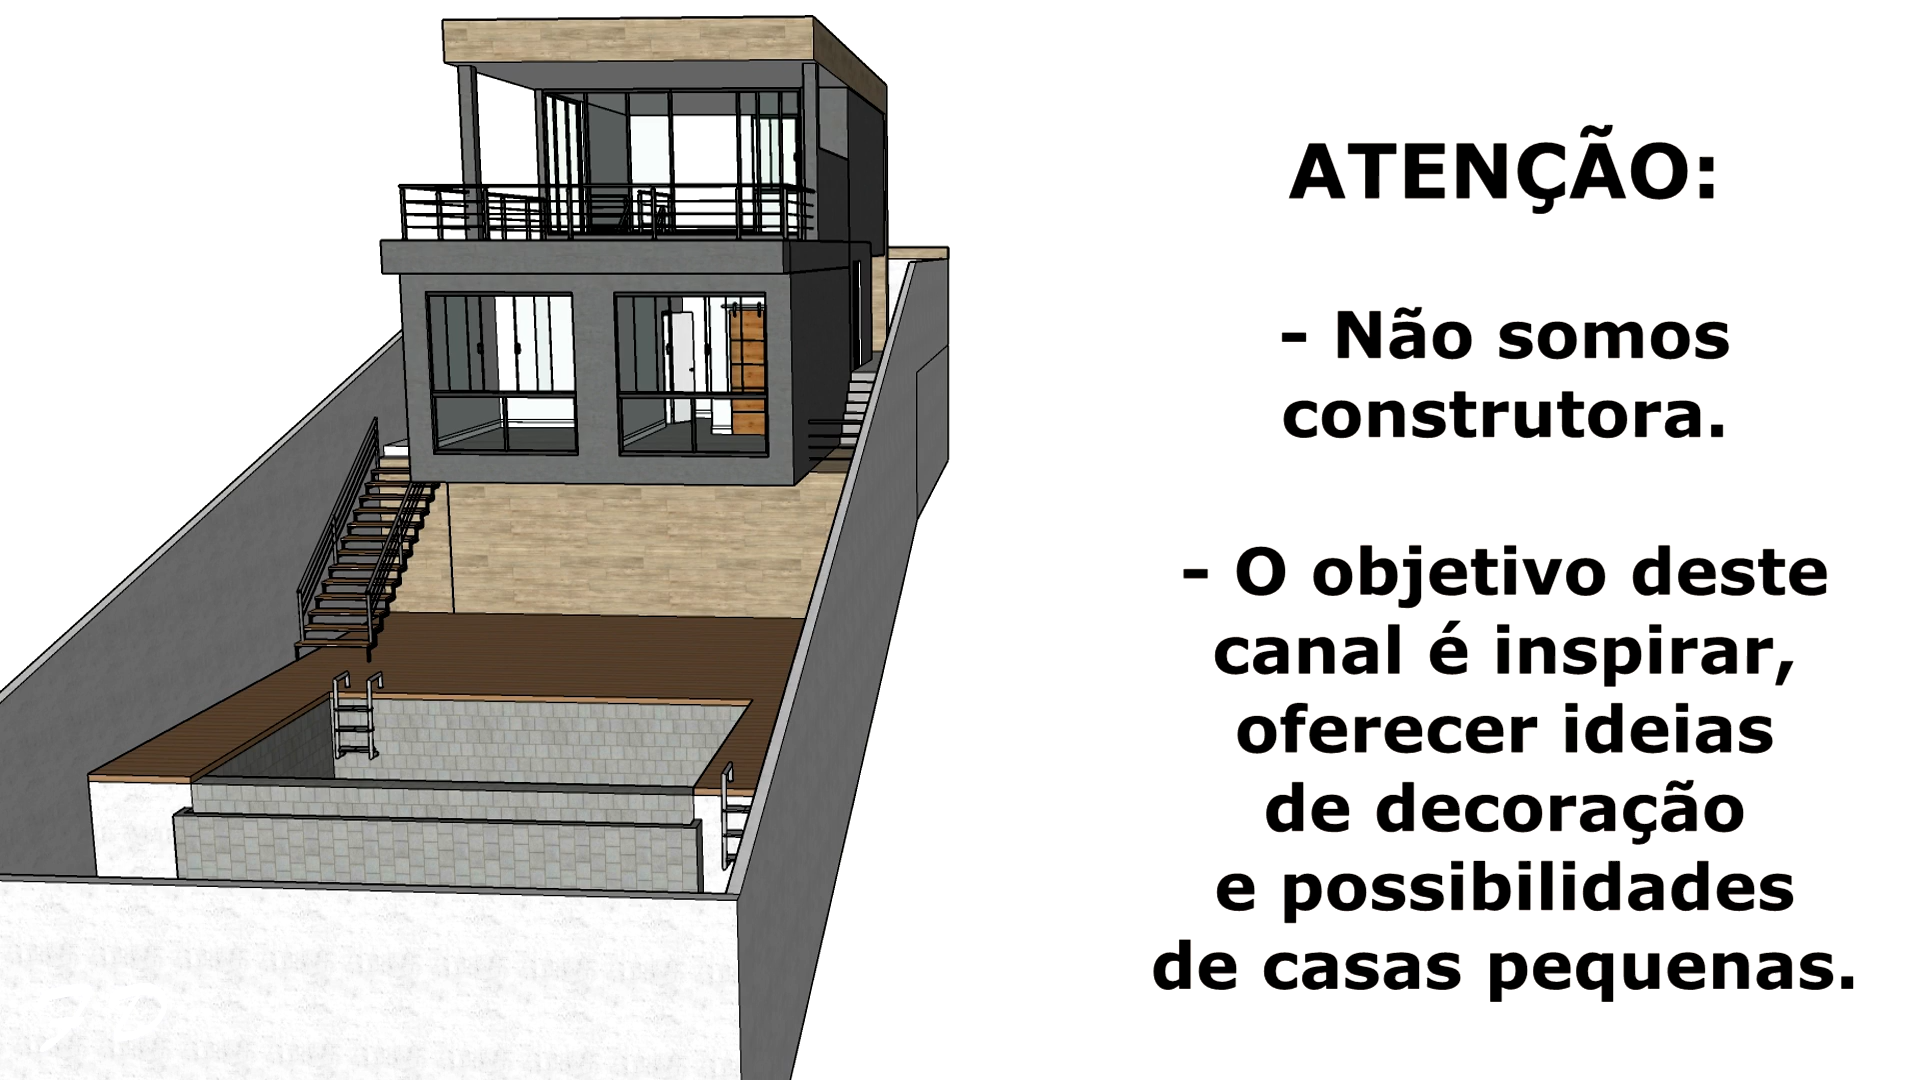 ATENÇÃO:
- Não somos
construtora.
- O objetivo deste
canal é inspirar,
oferecer ideias
de decoração
e possibilidades
de casas pequenas.